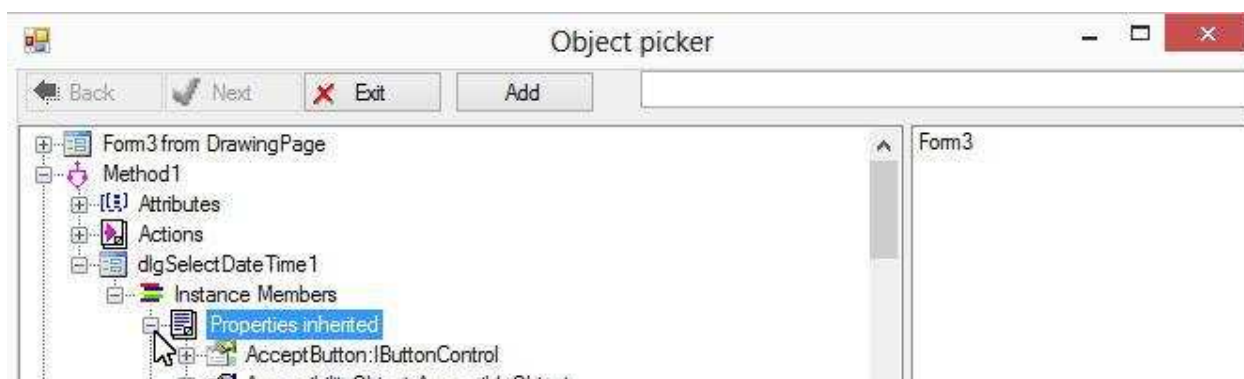 Object picker
Back Next Exit Add
Form3 from DrawingPage
Form3
Method1
Attributes
Actions
dlgSelectDateTime1
Instance Members
Properties inherited
AcceptButton:IButtonControl